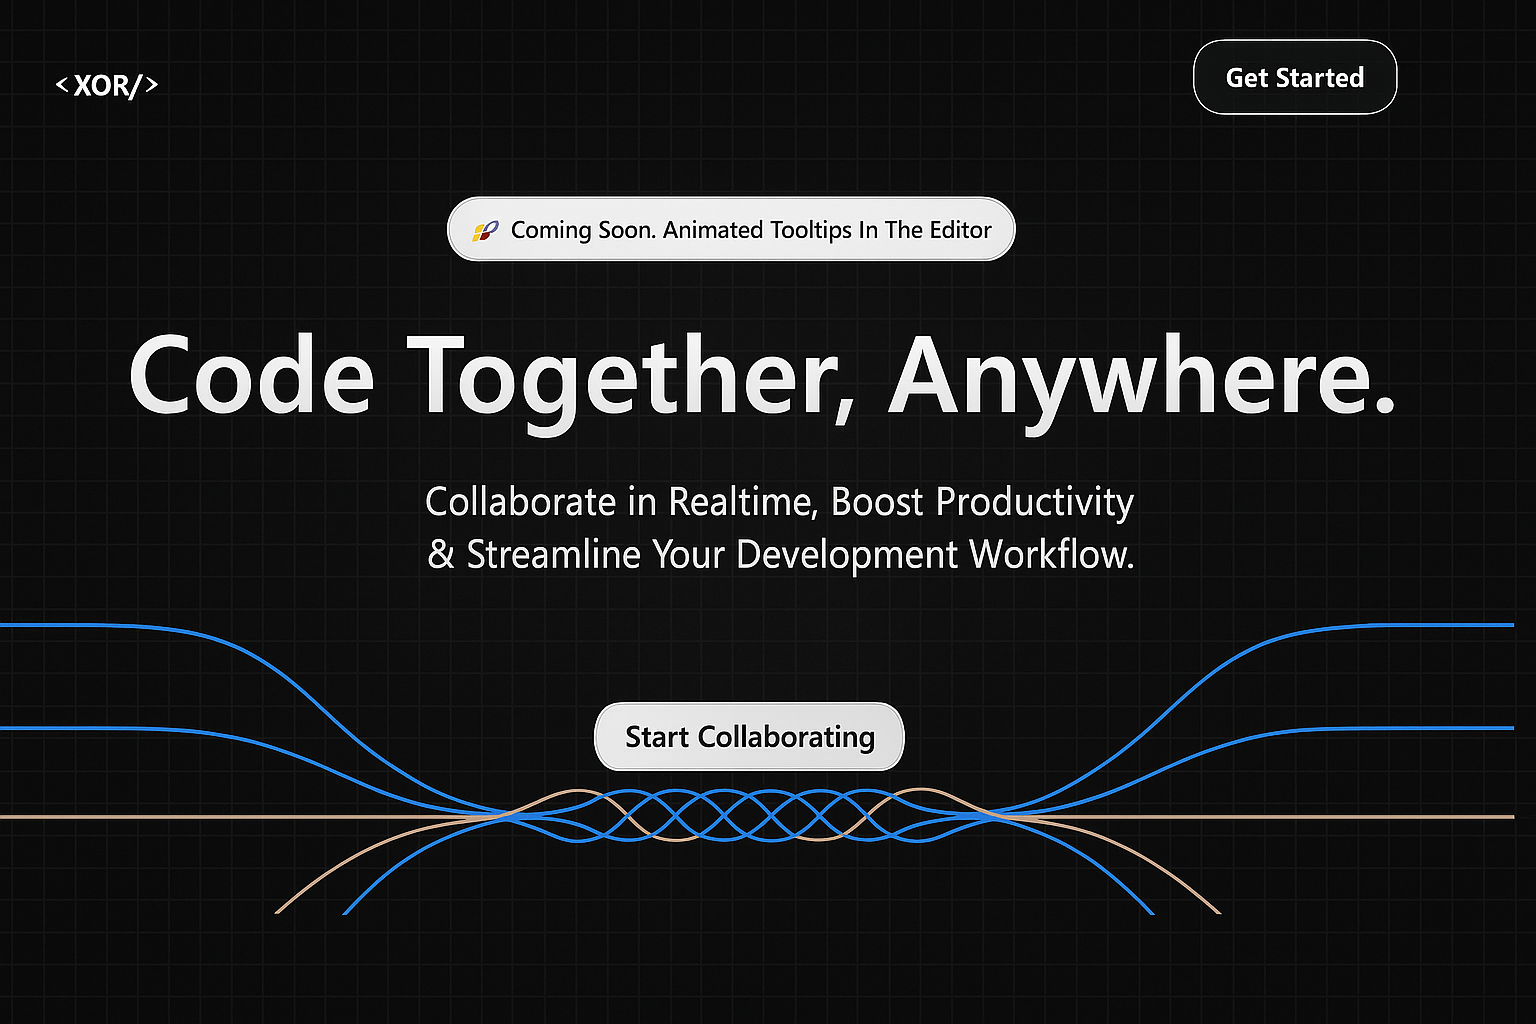 <XOR/>
Get Started
Coming Soon. Animated Tooltips In The Editor
Code Together, Anywhere.
Collaborate in Realtime, Boost Productivity
& Streamline Your Development Workflow.
Start Collaborating